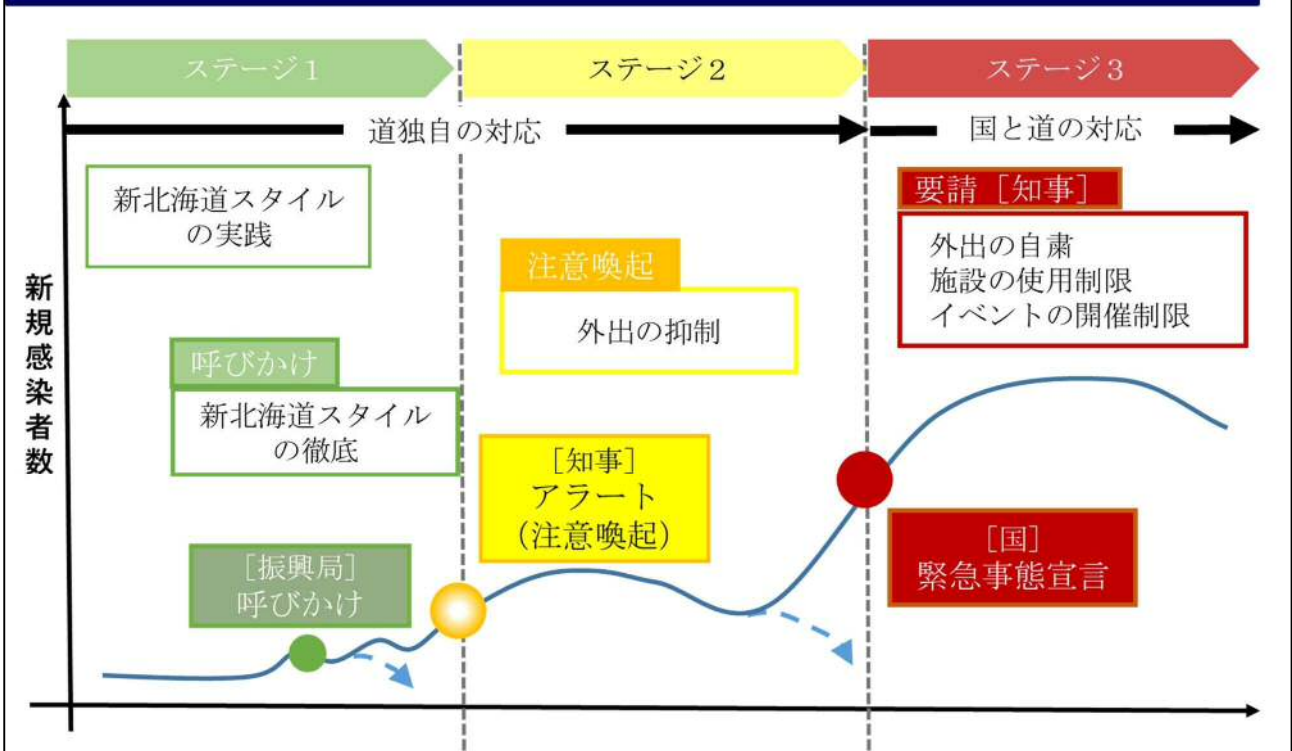 ステージ1
ステージ2
ステージ3
道独自の対応
国と道の対応
新北海道スタイル
の実践
呼びかけ
新北海道スタイル
の徹底
[振興局]
呼びかけ
注意喚起
外出の抑制
[知事]
アラート
(注意喚起)
要請[知事]
外出の自粛
施設の使用制限
イベントの開催制限
[国]
緊急事態宣言
新規感染者数